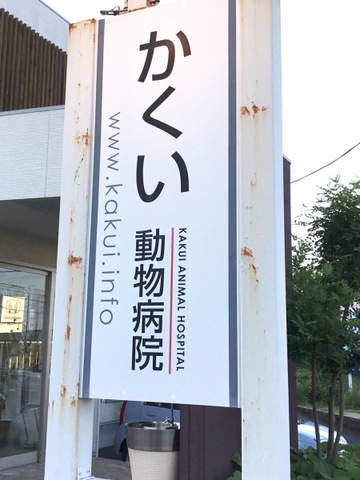 かくい
動物病院
KAKUI ANIMAL HOSPITAL
www.kakui.info